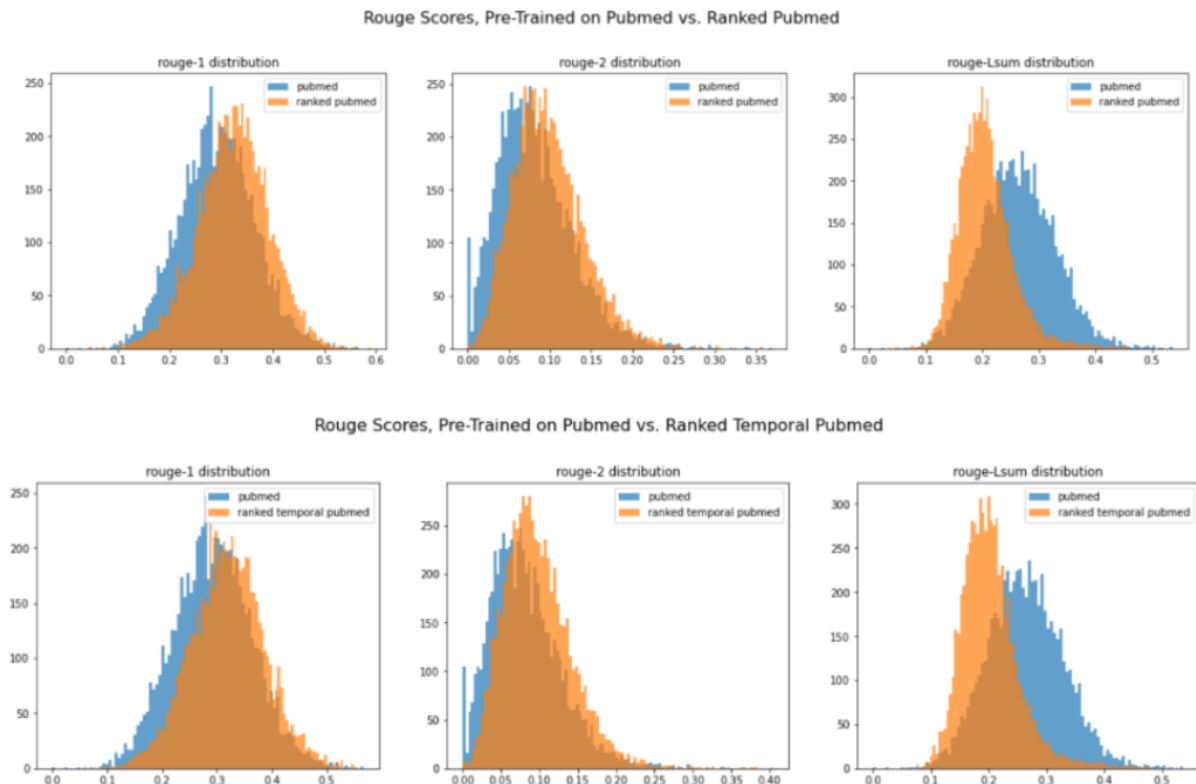 Rouge Scores, Pre-Trained on Pubmed vs. Ranked Pubmed
rouge-1 distribution
250
200
150
100
50
0
0.0 0.1 0.2 0.3 0.4 0.5 0.6
pubmed
ranked pubmed
rouge-2 distribution
250
200
150
100
50
0
0.00 0.05 0.10 0.15 0.20 0.25 0.30 0.35
pubmed
ranked pubmed
rouge-Lsum distribution
300
250
200
150
100
50
0
0.0 0.1 0.2 0.3 0.4 0.5
pubmed
ranked pubmed
Rouge Scores, Pre-Trained on Pubmed vs. Ranked Temporal Pubmed
rouge-1 distribution
250
200
150
100
50
0
0.0 0.1 0.2 0.3 0.4 0.5
pubmed
ranked temporal pubmed
rouge-2 distribution
250
200
150
100
50
0
0.00 0.05 0.10 0.15 0.20 0.25 0.30 0.35 0.40
pubmed
ranked temporal pubmed
rouge-Lsum distribution
300
250
200
150
100
50
0
0.0 0.1 0.2 0.3 0.4 0.5
pubmed
ranked temporal pubmed